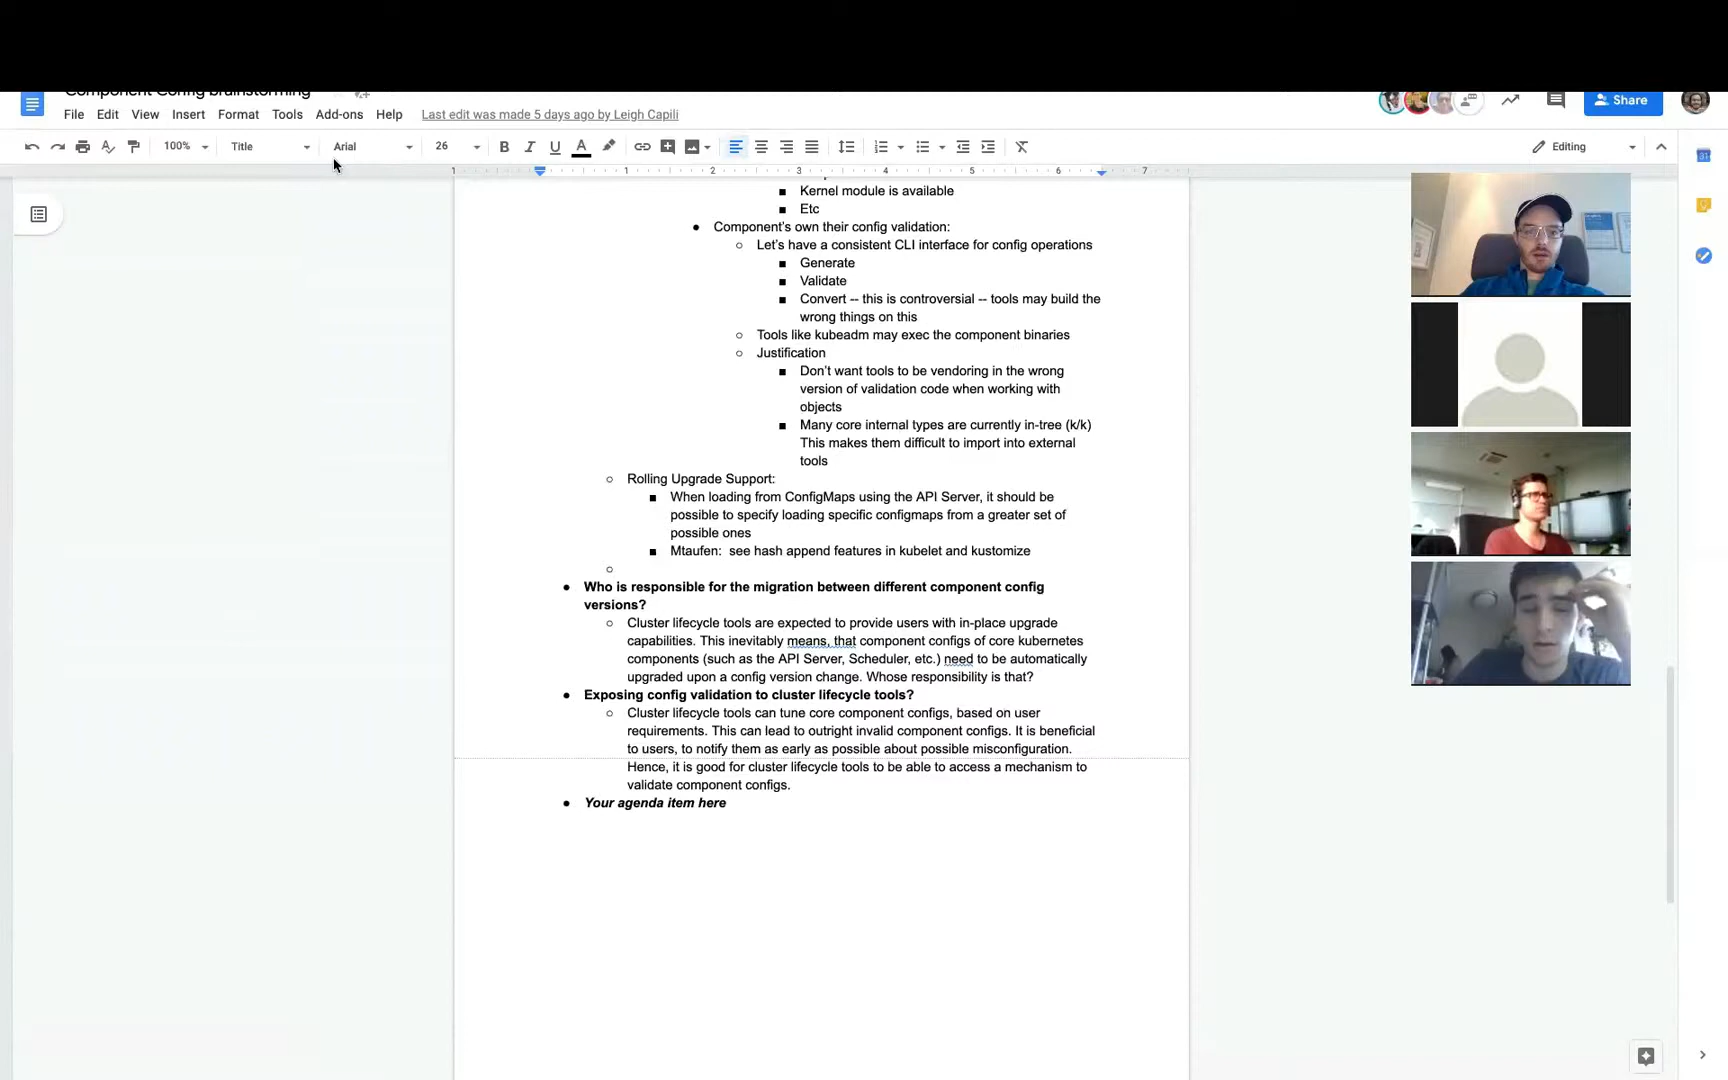 Component Config brainstorming
File Edit View Insert Format Tools Add-ons Help Last edit was made 5 days ago by Leigh Capili
Share
100% Title Arial 26 B I U A Editing
1 1 2 3 4 5 6 7
■ Kernel module is available
■ Etc
● Component's own their config validation:
○ Let's have a consistent CLI interface for config operations
■ Generate
■ Validate
■ Convert -- this is controversial -- tools may build the
wrong things on this
○ Tools like kubeadm may exec the component binaries
○ Justification
■ Don't want tools to be vendoring in the wrong
version of validation code when working with
objects
■ Many core internal types are currently in-tree (k/k)
This makes them difficult to import into external
tools
○ Rolling Upgrade Support:
■ When loading from ConfigMaps using the API Server, it should be
possible to specify loading specific configmaps from a greater set of
possible ones
■ Mtaufen: see hash append features in kubelet and kustomize
○
● Who is responsible for the migration between different component config
versions?
○ Cluster lifecycle tools are expected to provide users with in-place upgrade
capabilities. This inevitably means, that component configs of core kubernetes
components (such as the API Server, Scheduler, etc.) need to be automatically
upgraded upon a config version change. Whose responsibility is that?
● Exposing config validation to cluster lifecycle tools?
○ Cluster lifecycle tools can tune core component configs, based on user
requirements. This can lead to outright invalid component configs. It is beneficial
to users, to notify them as early as possible about possible misconfiguration.
Hence, it is good for cluster lifecycle tools to be able to access a mechanism to
validate component configs.
● Your agenda item here